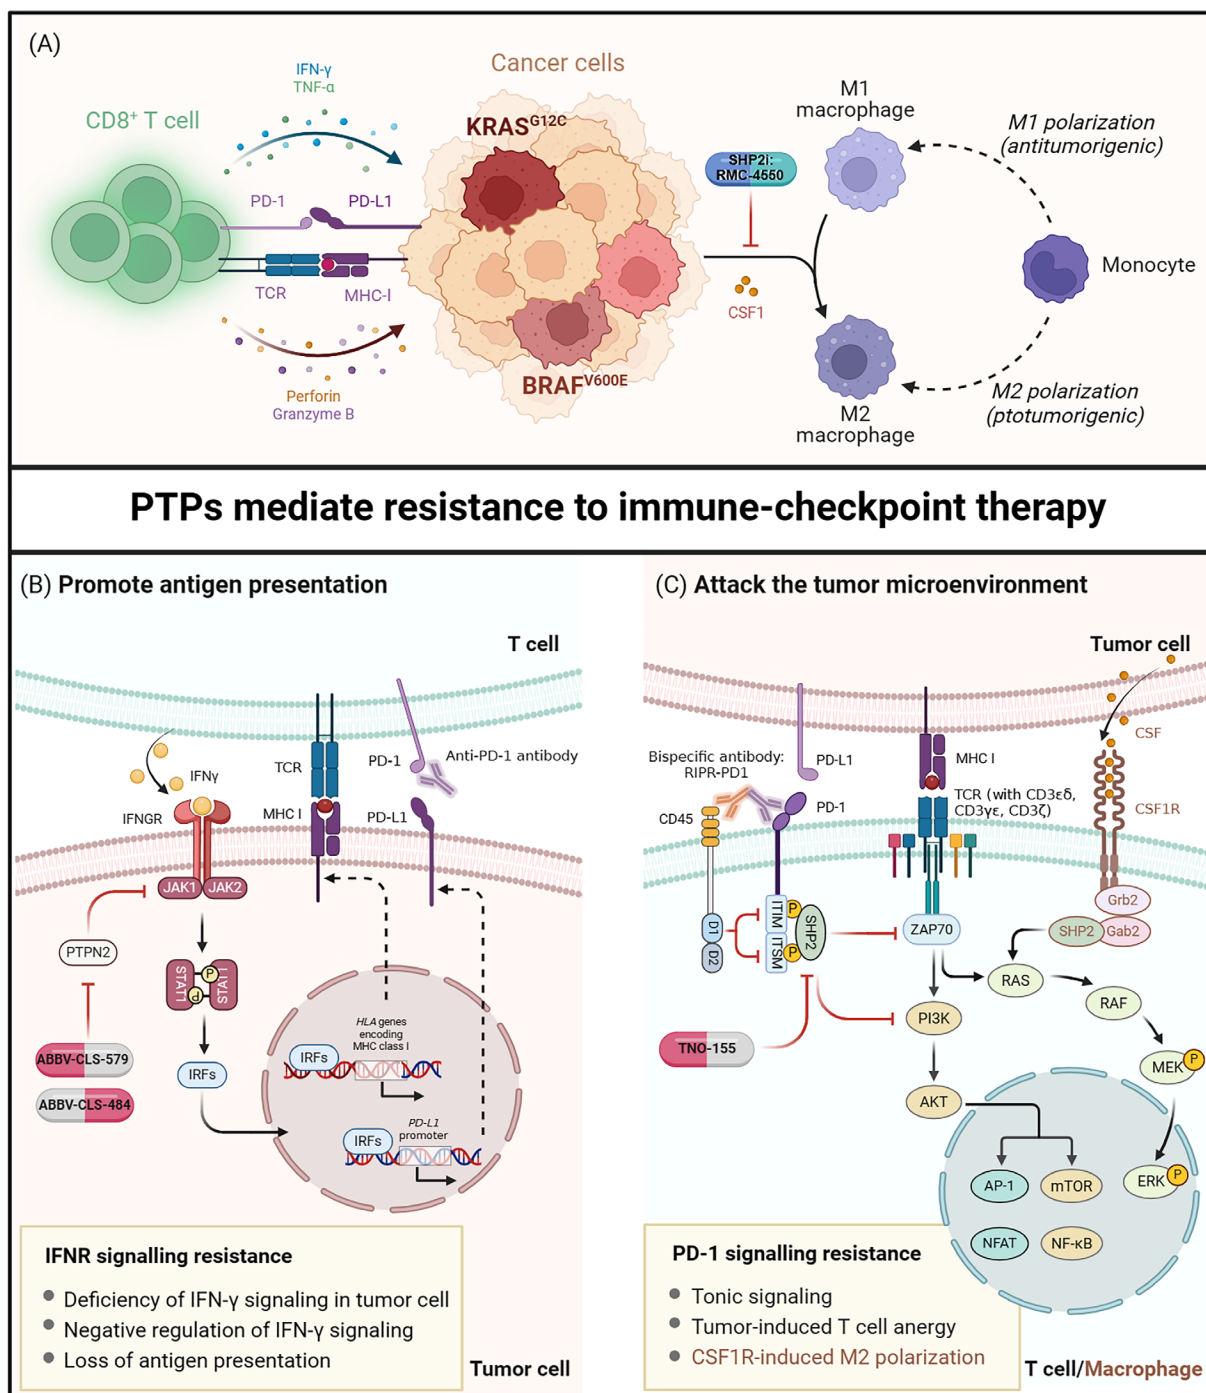 (A)
IFN-γ
TNF-α
CD8⁺ T cell
PD-1
PD-L1
TCR
MHC-I
Perforin
Granzyme B
Cancer cells
KRAS^G12C
BRAF^V600E
SHP2i:
RMC-4550
CSF1
M1
macrophage
M1 polarization
(antitumorigenic)
Monocyte
M2 polarization
(ptotumorigenic)
M2
macrophage
PTPs mediate resistance to immune-checkpoint therapy
(B) Promote antigen presentation
T cell
IFNγ
IFNGR
JAK1
JAK2
TCR
MHC I
PD-1
Anti-PD-1 antibody
PD-L1
PTPN2
STAT1
P
P
STAT1
ABBV-CLS-579
ABBV-CLS-484
IRFs
HLA genes
encoding
MHC class I
IRFs
PD-L1
promoter
IRFs
IFNR signalling resistance
Deficiency of IFN-γ signaling in tumor cell
Negative regulation of IFN-γ signaling
Loss of antigen presentation
Tumor cell
(C) Attack the tumor microenvironment
Tumor cell
CSF
Bispecific antibody:
RIPR-PD1
PD-L1
MHC I
PD-1
TCR (with CD3εδ,
CD3γε, CD3ζ)
CSF1R
CD45
D1
D2
ITIM
ITSM
P
P
SHP2
ZAP70
Grb2
SHP2
Gab2
RAS
RAF
PI3K
TNO-155
MEK
P
AKT
AP-1
mTOR
ERK
P
NFAT
NF-κB
PD-1 signalling resistance
Tonic signaling
Tumor-induced T cell anergy
CSF1R-induced M2 polarization
T cell/Macrophage